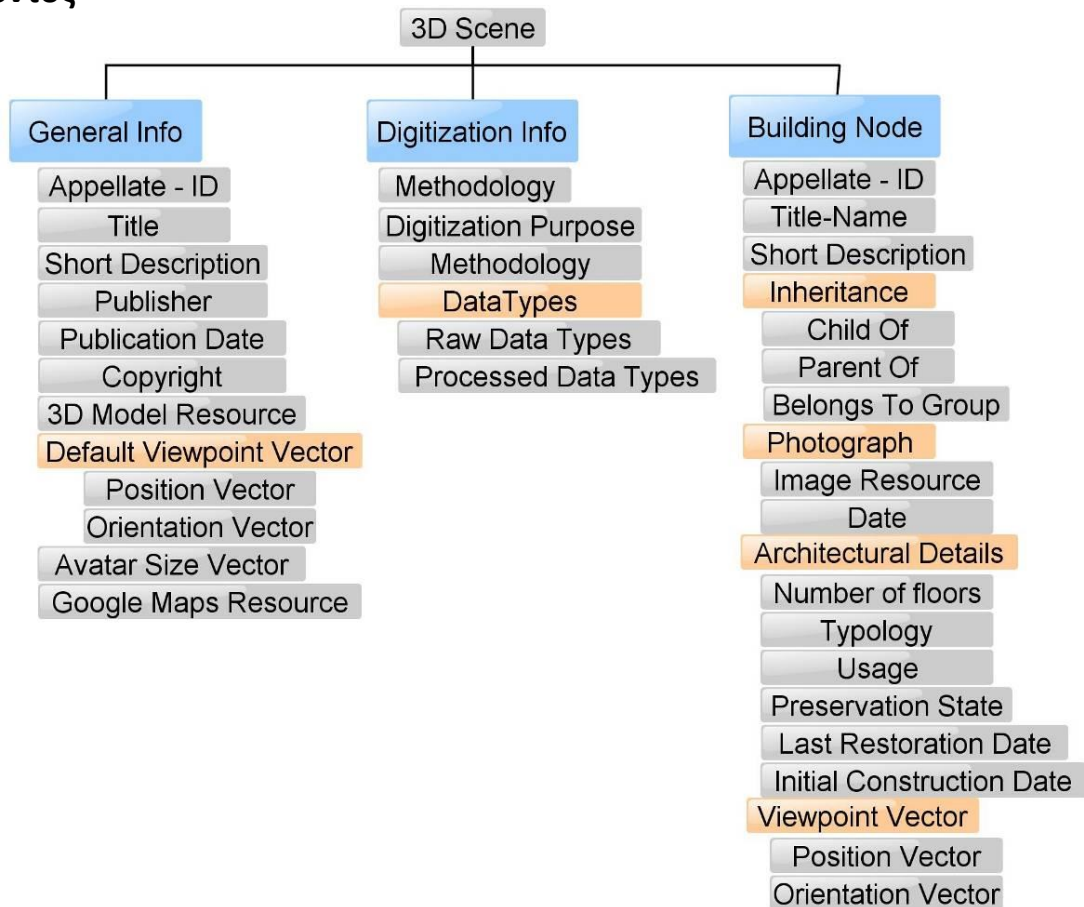 3D Scene
General Info
Appellate - ID
Title
Short Description
Publisher
Publication Date
Copyright
3D Model Resource
Default Viewpoint Vector
Position Vector
Orientation Vector
Avatar Size Vector
Google Maps Resource
Digitization Info
Methodology
Digitization Purpose
Methodology
DataTypes
Raw Data Types
Processed Data Types
Building Node
Appellate - ID
Title-Name
Short Description
Inheritance
Child Of
Parent Of
Belongs To Group
Photograph
Image Resource
Date
Architectural Details
Number of floors
Typology
Usage
Preservation State
Last Restoration Date
Initial Construction Date
Viewpoint Vector
Position Vector
Orientation Vector